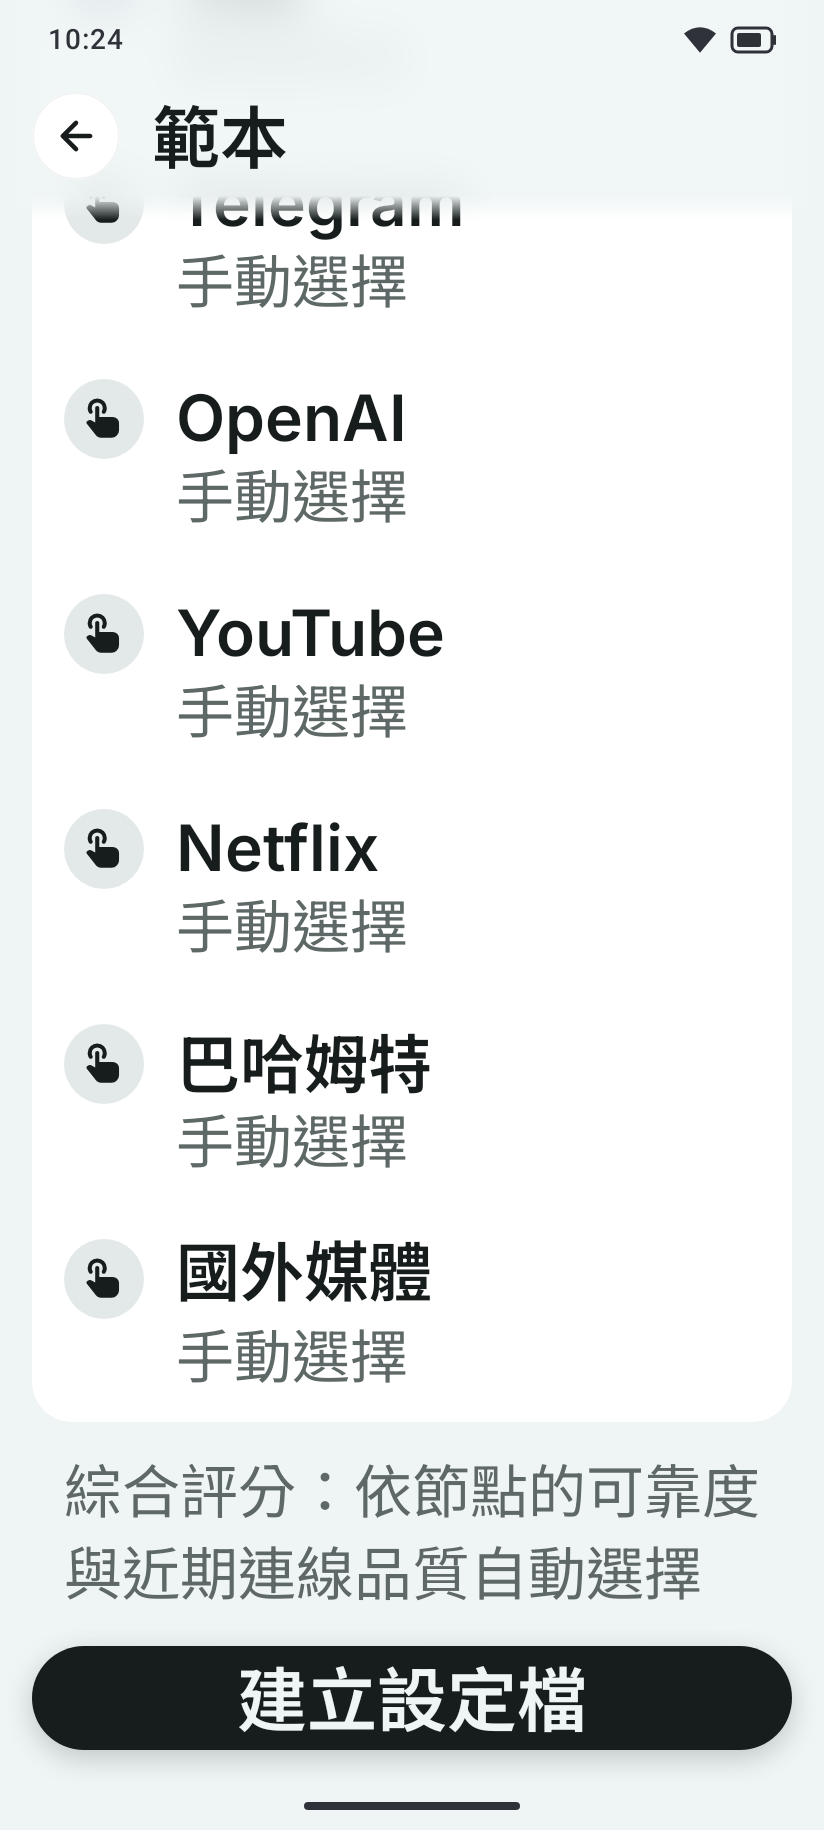 10:24
範本
Telegram
手動選擇
OpenAI
手動選擇
YouTube
手動選擇
Netflix
手動選擇
巴哈姆特
手動選擇
國外媒體
手動選擇
綜合評分：依節點的可靠度
與近期連線品質自動選擇
建立設定檔